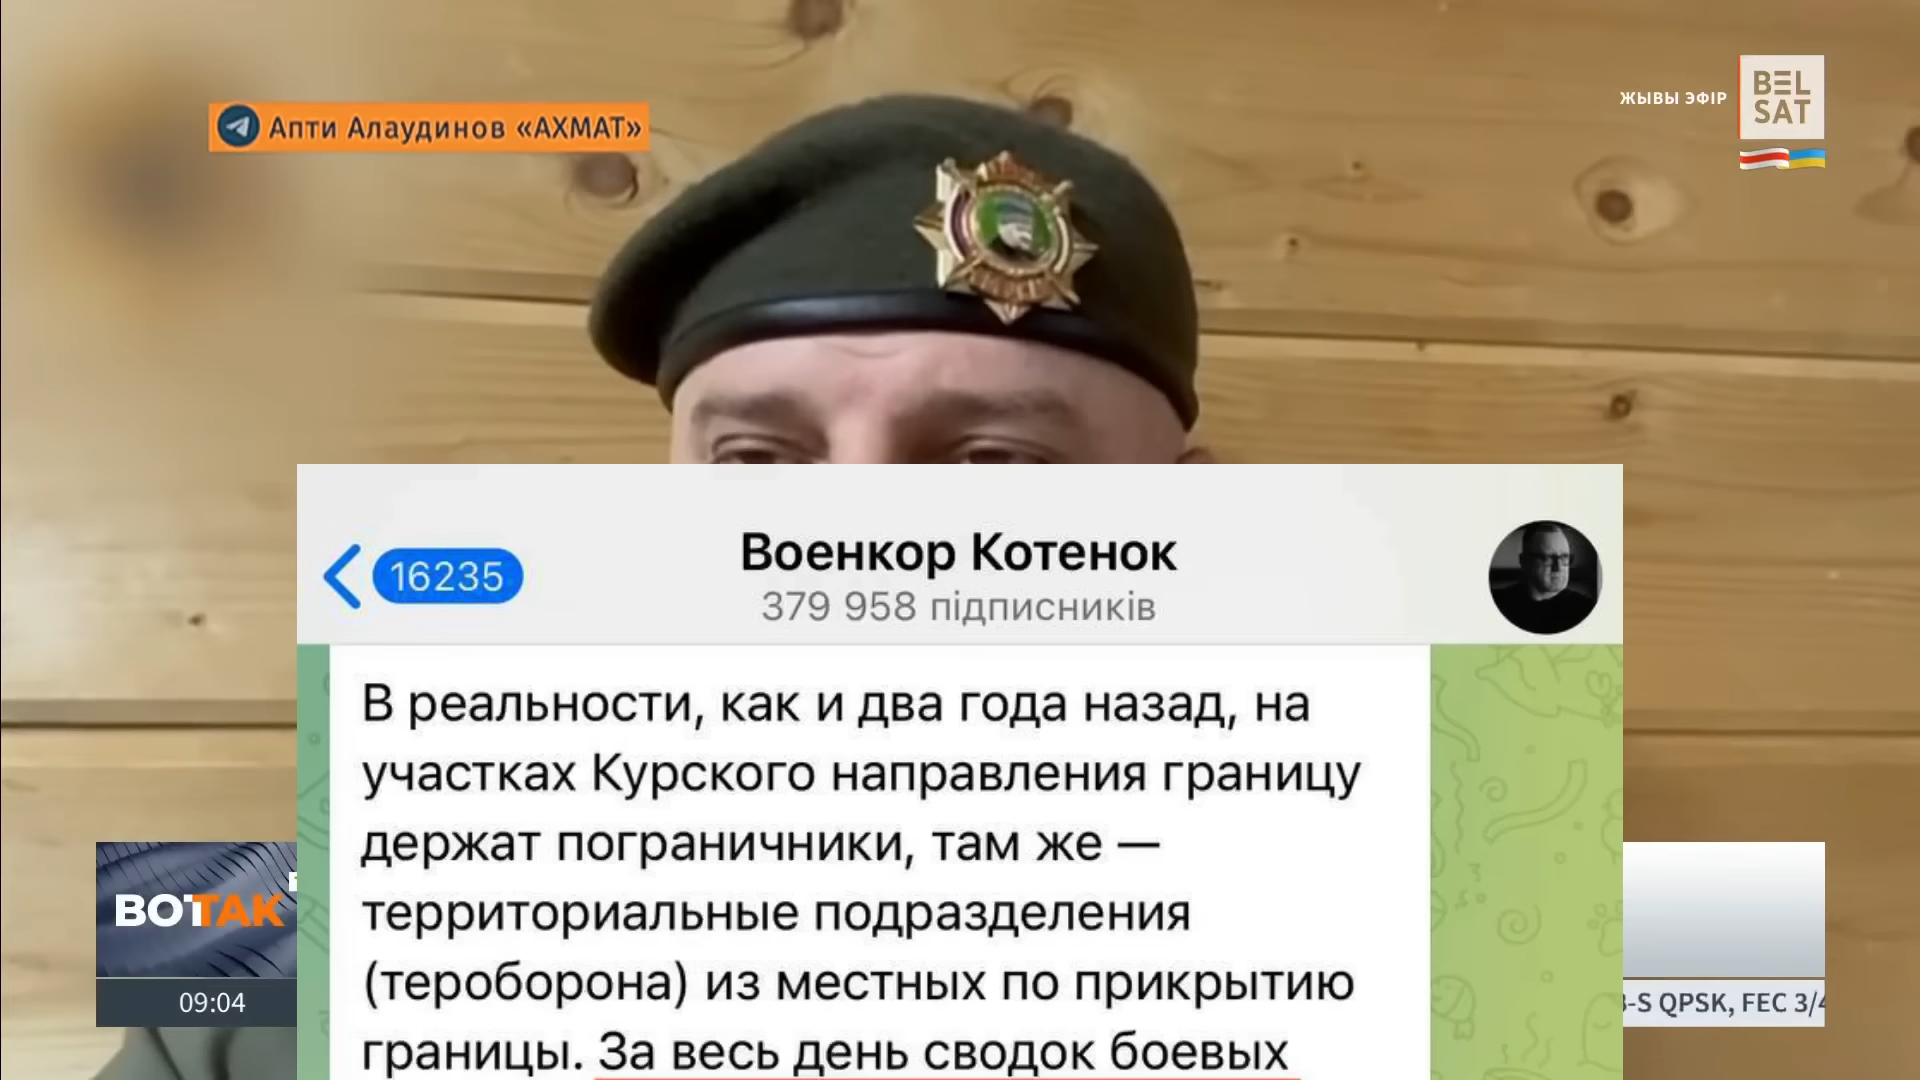 ЖЫВЫ ЭФІР
BEL
SAT
Апти Алаудинов «АХМАТ»
16235
Военкор Котенок
379 958 підписників
В реальности, как и два года назад, на
участках Курского направления границу
держат пограничники, там же —
территориальные подразделения
(тероборона) из местных по прикрытию
границы. За весь день сводок боевых
ВОТТАК
09:04
-S QPSK, FEC 3/4